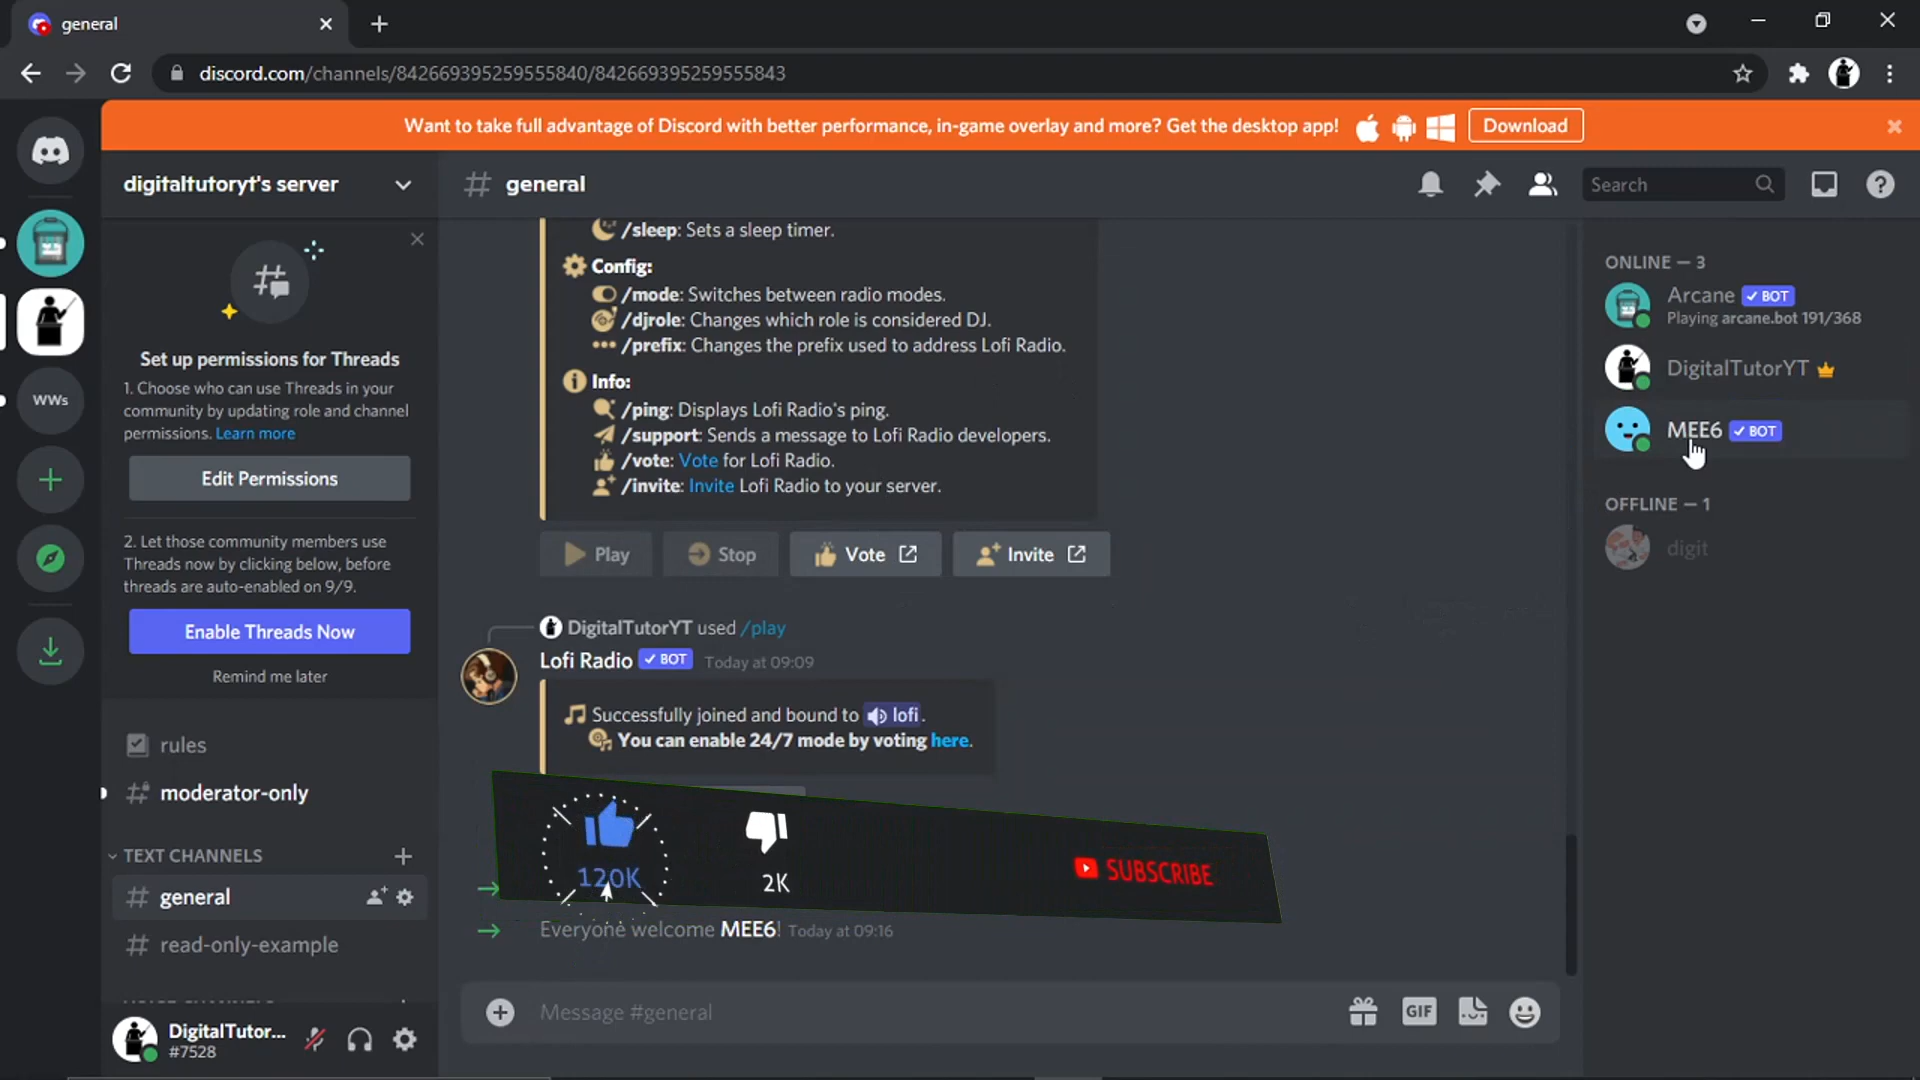 general
discord.com/channels/842669395259555840/842669395259555843
Want to take full advantage of Discord with better performance, in-game overlay and more? Get the desktop app!
Download
digitaltutoryt's server
general
Search
Set up permissions for Threads
1. Choose who can use Threads in your
community by updating role and channel
permissions. Learn more
Edit Permissions
2. Let those community members use
Threads now by clicking below, before
threads are auto-enabled on 9/9.
Enable Threads Now
Remind me later
WWs
rules
moderator-only
TEXT CHANNELS
general
read-only-example
DigitalTutor...
#7528
/sleep: Sets a sleep timer.
Config:
/mode: Switches between radio modes.
/djrole: Changes which role is considered DJ.
/prefix: Changes the prefix used to address Lofi Radio.
Info:
/ping: Displays Lofi Radio's ping.
/support: Sends a message to Lofi Radio developers.
/vote: Vote for Lofi Radio.
/invite: Invite Lofi Radio to your server.
Play
Stop
Vote
Invite
DigitalTutorYT used /play
Lofi Radio BOT Today at 09:09
Successfully joined and bound to lofi.
You can enable 24/7 mode by voting here.
120K
2K
SUBSCRIBE
Everyone welcome MEE6! Today at 09:16
Message #general
GIF
ONLINE — 3
Arcane BOT
Playing arcane.bot 191/368
DigitalTutorYT
MEE6 BOT
OFFLINE — 1
digit